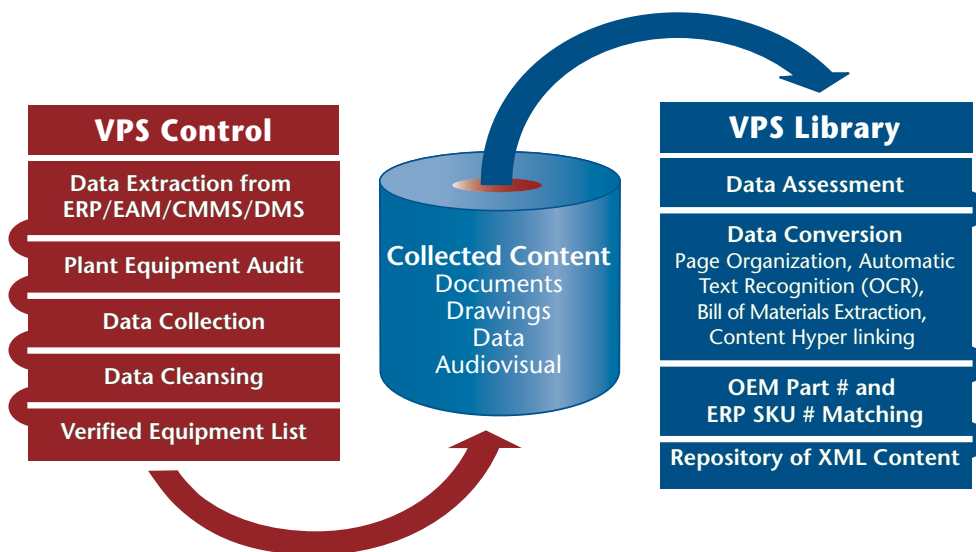 VPS Control
Data Extraction from
ERP/EAM/CMMS/DMS
Plant Equipment Audit
Data Collection
Data Cleansing
Verified Equipment List
Collected Content
Documents
Drawings
Data
Audiovisual
VPS Library
Data Assessment
Data Conversion
Page Organization, Automatic
Text Recognition (OCR),
Bill of Materials Extraction,
Content Hyper linking
OEM Part # and
ERP SKU # Matching
Repository of XML Content